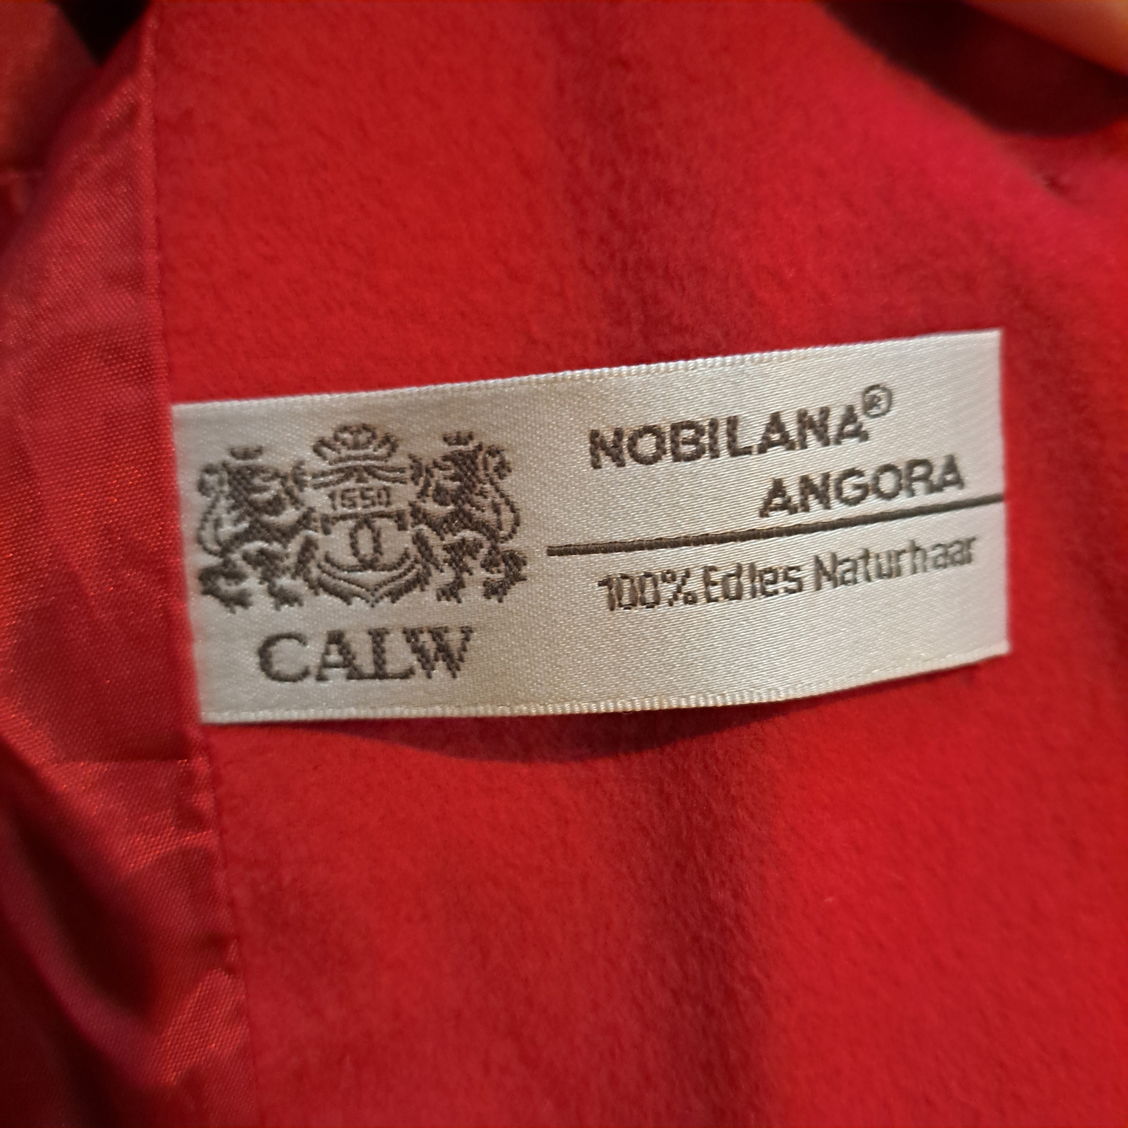 1650
CALW
NOBILANA®
ANGORA
100% Edles Naturhaar